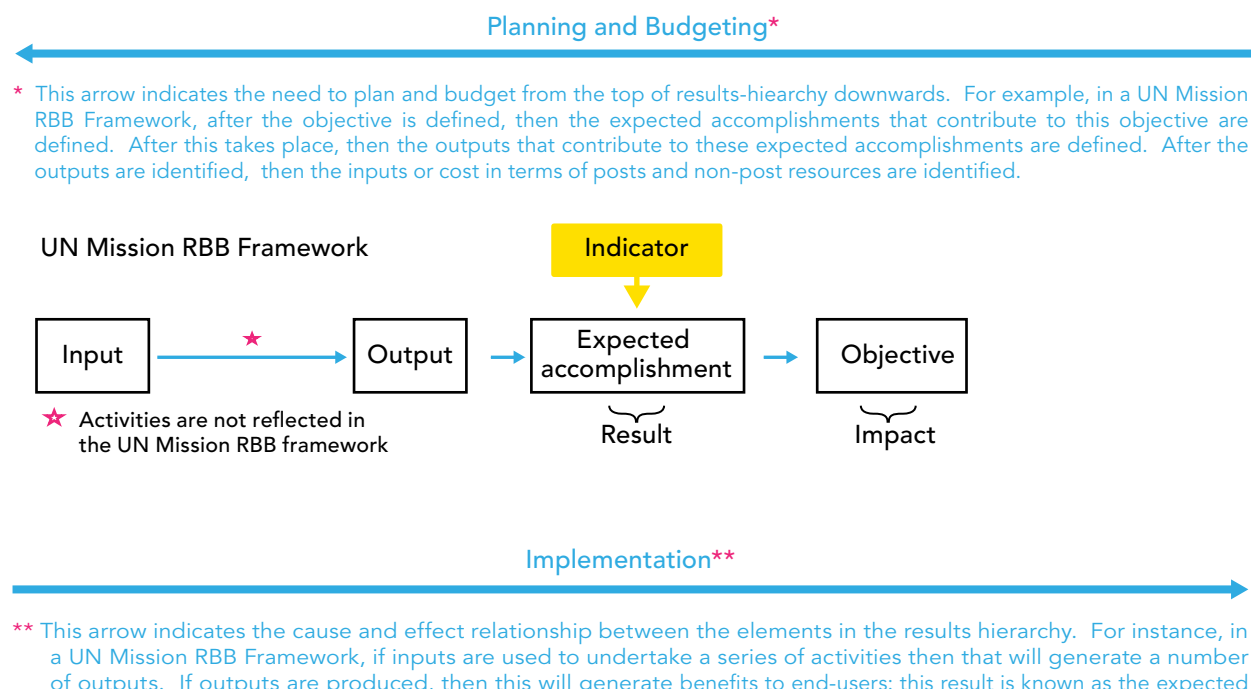 Planning and Budgeting*
* This arrow indicates the need to plan and budget from the top of results-hiearchy downwards. For example, in a UN Mission
RBB Framework, after the objective is defined, then the expected accomplishments that contribute to this objective are
defined. After this takes place, then the outputs that contribute to these expected accomplishments are defined. After the
outputs are identified, then the inputs or cost in terms of posts and non-post resources are identified.
UN Mission RBB Framework
Indicator
Input
Output
Expected
accomplishment
Objective
Activities are not reflected in
the UN Mission RBB framework
Result
Impact
Implementation**
** This arrow indicates the cause and effect relationship between the elements in the results hierarchy. For instance, in
a UN Mission RBB Framework, if inputs are used to undertake a series of activities then that will generate a number
of outputs. If outputs are produced, then this will generate benefits to end-users; this result is known as the expected